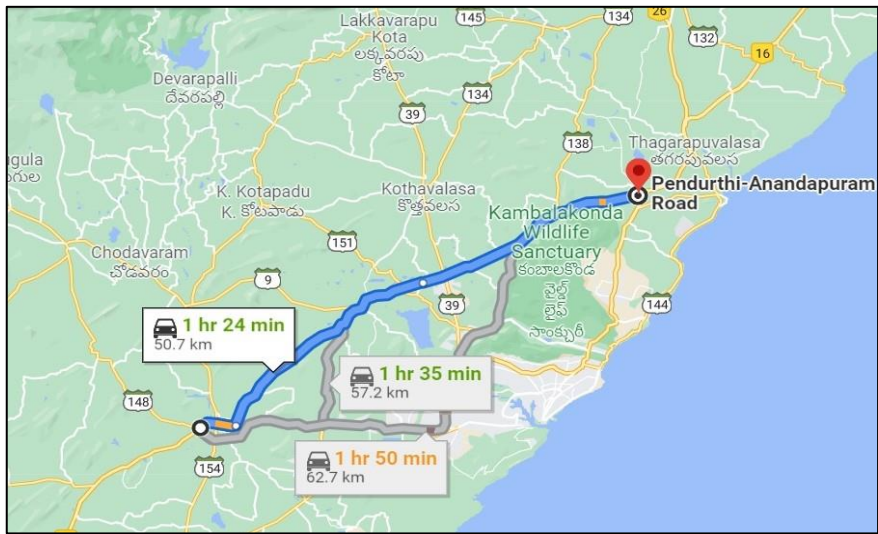 145
134
26
Lakkavarapu
Kota
లక్కవరపు
కోటా
132
16
Devarapalli
దేవరపల్లి
134
39
138
Thagarapuvalasa
తగరపువలస
Pendurthi-Anandapuram
Road
K. Kotapadu
K. కోటపాడు
Kothavalasa
కొత్తవలస
Kambalakonda
Wildlife
Sanctuary
కంబాలకొండ
వైల్డ్
లైఫ్
సాంక్చురీ
151
Chodavaram
చోడవరం
9
39
144
1 hr 24 min
50.7 km
1 hr 35 min
57.2 km
148
154
1 hr 50 min
62.7 km